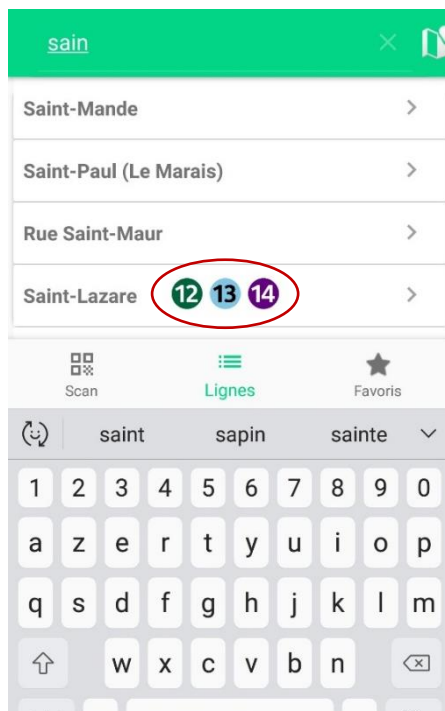 sain
Saint-Mande
Saint-Paul (Le Marais)
Rue Saint-Maur
Saint-Lazare 12 13 14
Scan Lignes Favoris
saint sapin sainte
1 2 3 4 5 6 7 8 9 0
a z e r t y u i o p
q s d f g h j k l m
w x c v b n